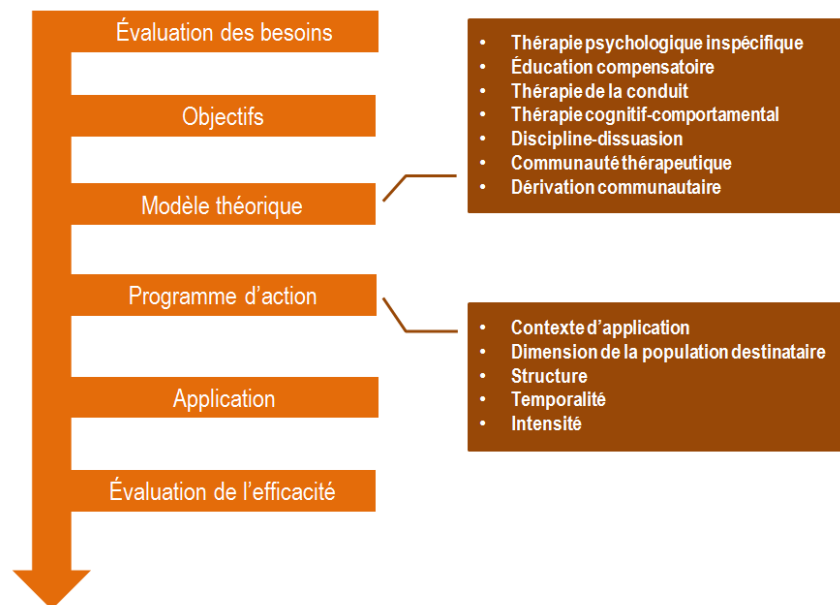 Évaluation des besoins
Objectifs
Modèle théorique
Programme d’action
Application
Évaluation de l’efficacité
• Thérapie psychologique inspécifique
• Éducation compensatoire
• Thérapie de la conduit
• Thérapie cognitif-comportamental
• Discipline-dissuasion
• Communauté thérapeutique
• Dérivation communautaire
• Contexte d’application
• Dimension de la population destinataire
• Structure
• Temporalité
• Intensité